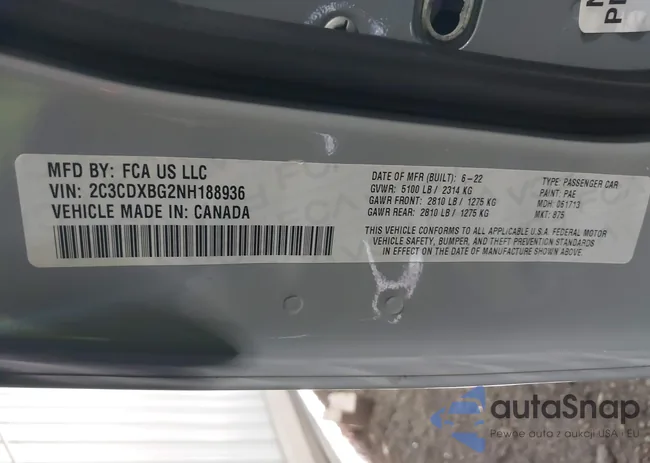 MFD BY: FCA US LLC
VIN: 2C3CDXBG2NH188936
VEHICLE MADE IN: CANADA
DATE OF MFR (BUILT): 6-22
GVWR: 5100 LB / 2314 KG
GAWR FRONT: 2810 LB / 1275 KG
GAWR REAR: 2810 LB / 1275 KG
TYPE: PASSENGER CAR
PAINT: PAE
MDH: 061713
MKT: 875
THIS VEHICLE CONFORMS TO ALL APPLICABLE U.S.A. FEDERAL MOTOR
VEHICLE SAFETY, BUMPER, AND THEFT PREVENTION STANDARDS
IN EFFECT ON THE DATE OF MANUFACTURE SHOWN ABOVE.
autaSnap
Pewne auto z aukcji USA i EU